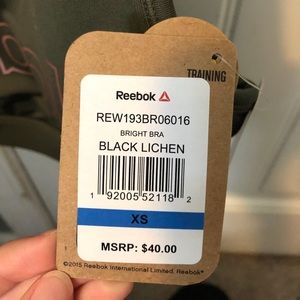 TRAINING
Reebok
REW193BR06016
BRIGHT BRA
BLACK LICHEN
1 92005 52118 2
XS
MSRP: $40.00
©2015 Reebok International Limited. Reebok®